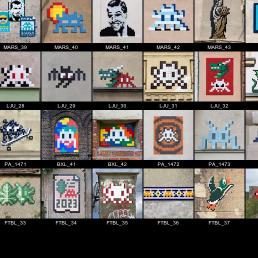 MARS_39 MARS_40 MARS_41 MARS_42 MARS_43
LJU_28 LJU_29 LJU_30 LJU_31 LJU_32
PA_1471 BXL_41 BXL_42 PA_1472 PA_1473
2023
FTBL_33 FTBL_34 FTBL_35 FTBL_36 FTBL_37